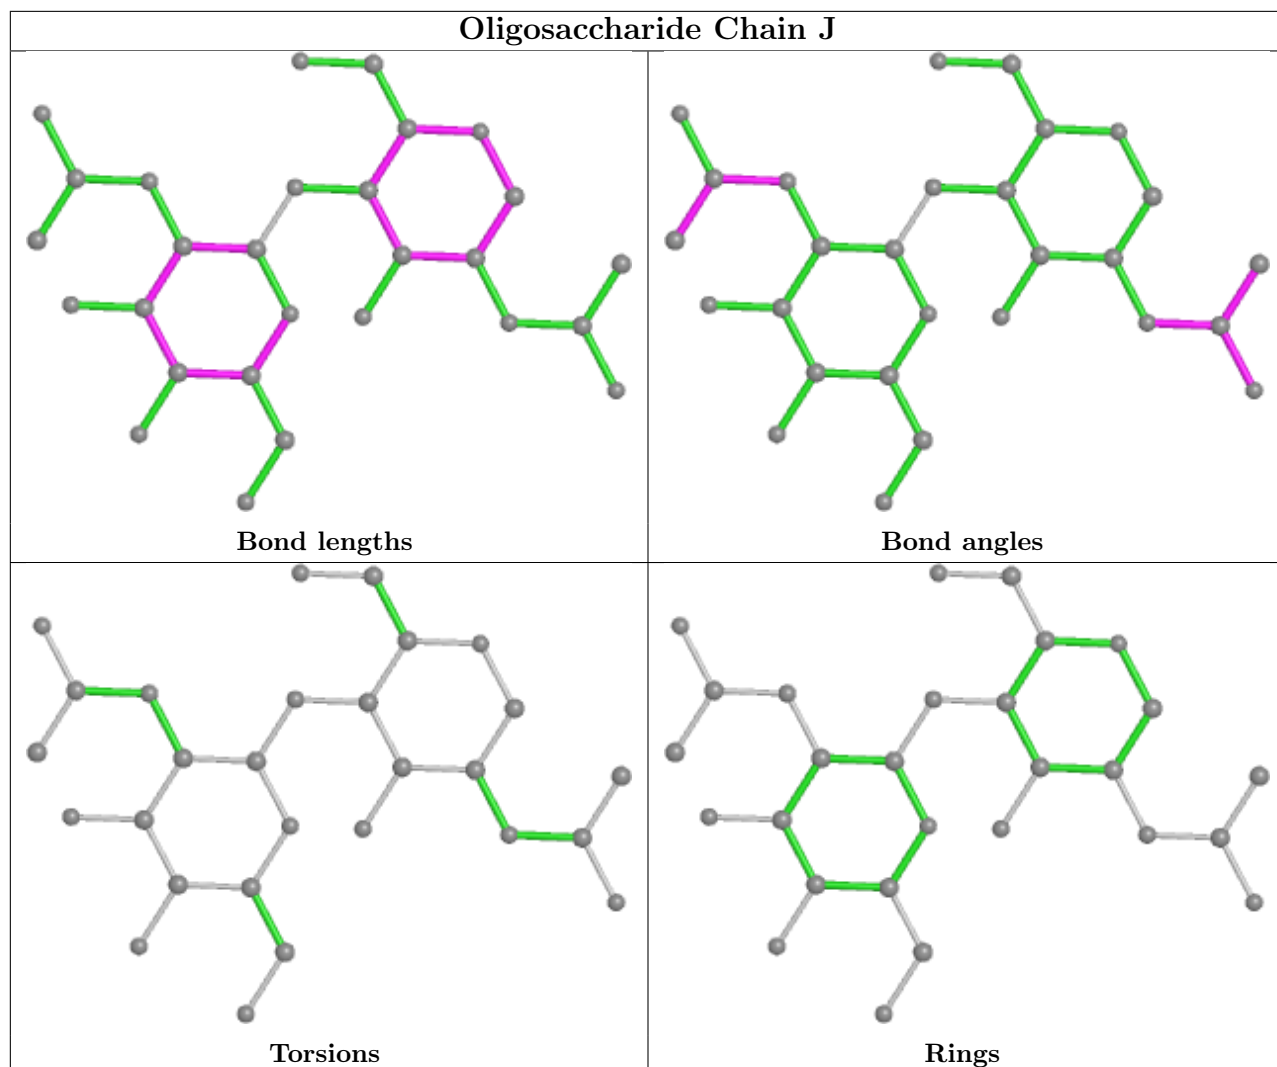 Oligosaccharide Chain J
Bond lengths
Bond angles
Torsions
Rings